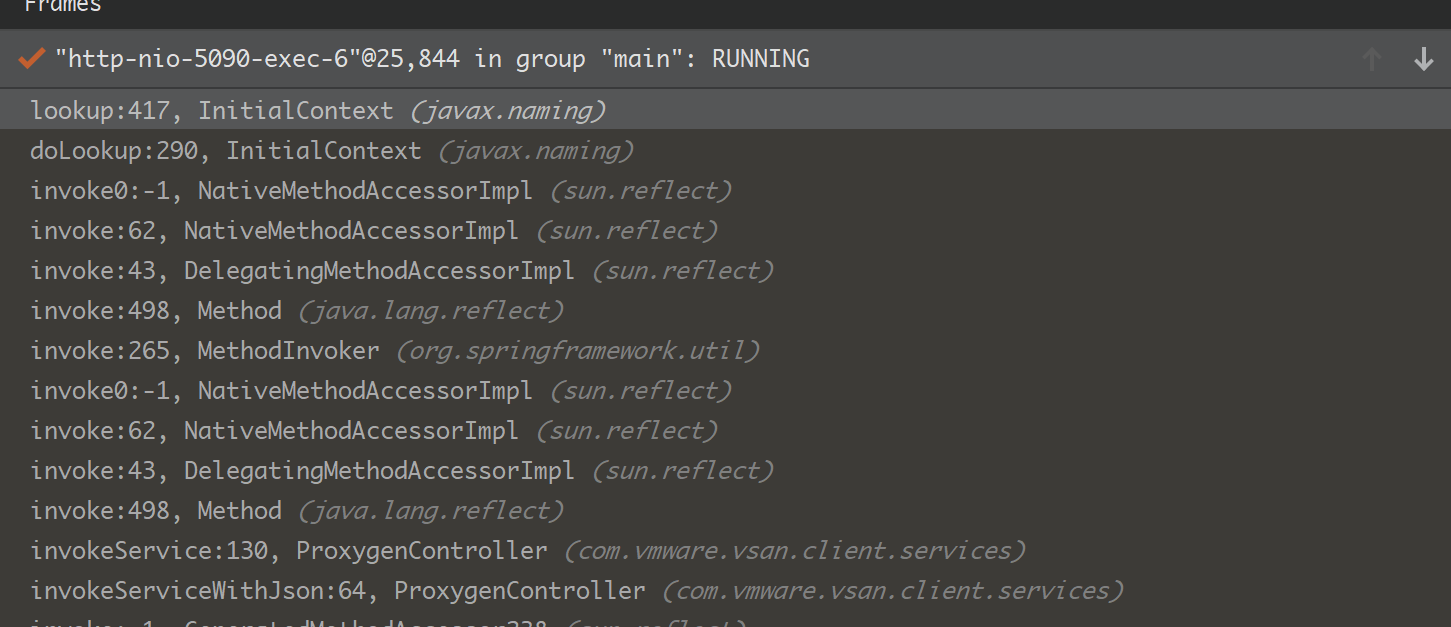 Frames
"http-nio-5090-exec-6"@25,844 in group "main": RUNNING
lookup:417, InitialContext (javax.naming)
doLookup:290, InitialContext (javax.naming)
invoke0:-1, NativeMethodAccessorImpl (sun.reflect)
invoke:62, NativeMethodAccessorImpl (sun.reflect)
invoke:43, DelegatingMethodAccessorImpl (sun.reflect)
invoke:498, Method (java.lang.reflect)
invoke:265, MethodInvoker (org.springframework.util)
invoke0:-1, NativeMethodAccessorImpl (sun.reflect)
invoke:62, NativeMethodAccessorImpl (sun.reflect)
invoke:43, DelegatingMethodAccessorImpl (sun.reflect)
invoke:498, Method (java.lang.reflect)
invokeService:130, ProxygenController (com.vmware.vsan.client.services)
invokeServiceWithJson:64, ProxygenController (com.vmware.vsan.client.services)